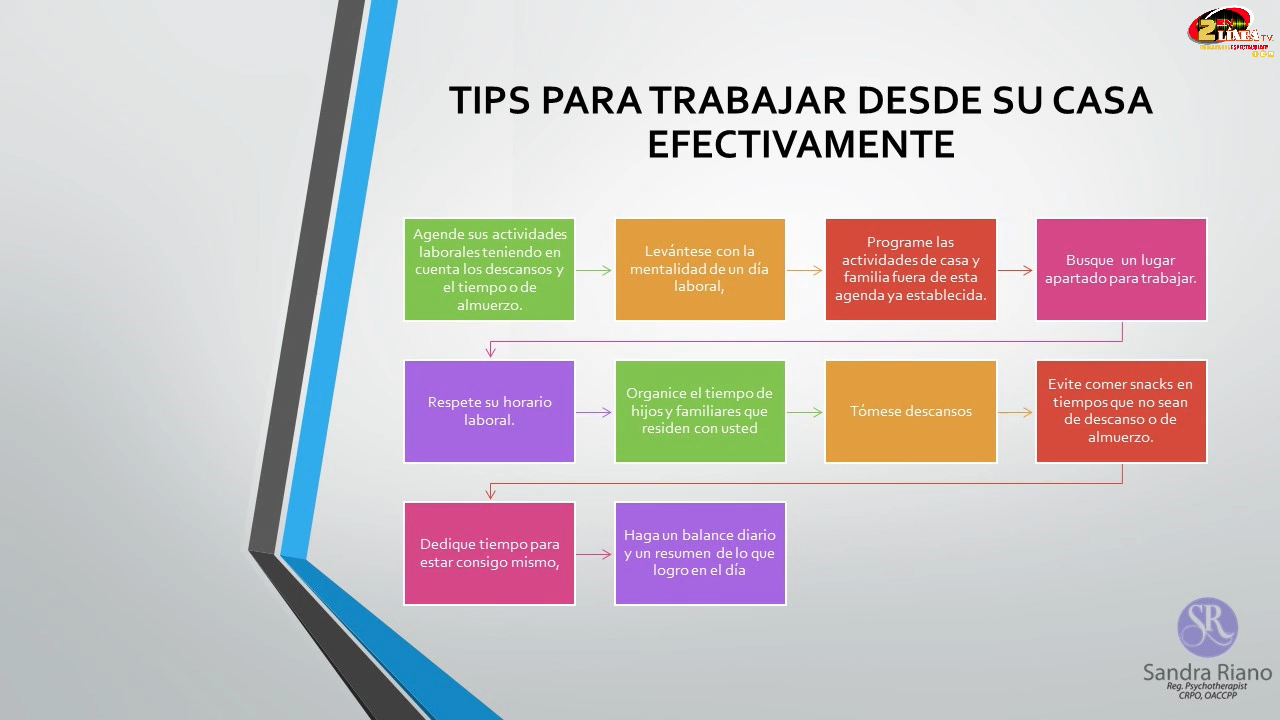 2 EN
LINEA TV.
TIPS PARA TRABAJAR DESDE SU CASA
EFECTIVAMENTE
Agende sus actividades
laborales teniendo en
cuenta los descansos y
el tiempo o de
almuerzo.
Levántese con la
mentalidad de un día
laboral,
Programe las
actividades de casa y
familia fuera de esta
agenda ya establecida.
Busque un lugar
apartado para trabajar.
Respete su horario
laboral.
Organice el tiempo de
hijos y familiares que
residen con usted
Tómese descansos
Evite comer snacks en
tiempos que no sean
de descanso o de
almuerzo.
Dedique tiempo para
estar consigo mismo,
Haga un balance diario
y un resumen de lo que
logro en el día
SR
Sandra Riano
Reg. Psychotherapist
CRPO, OACCPP